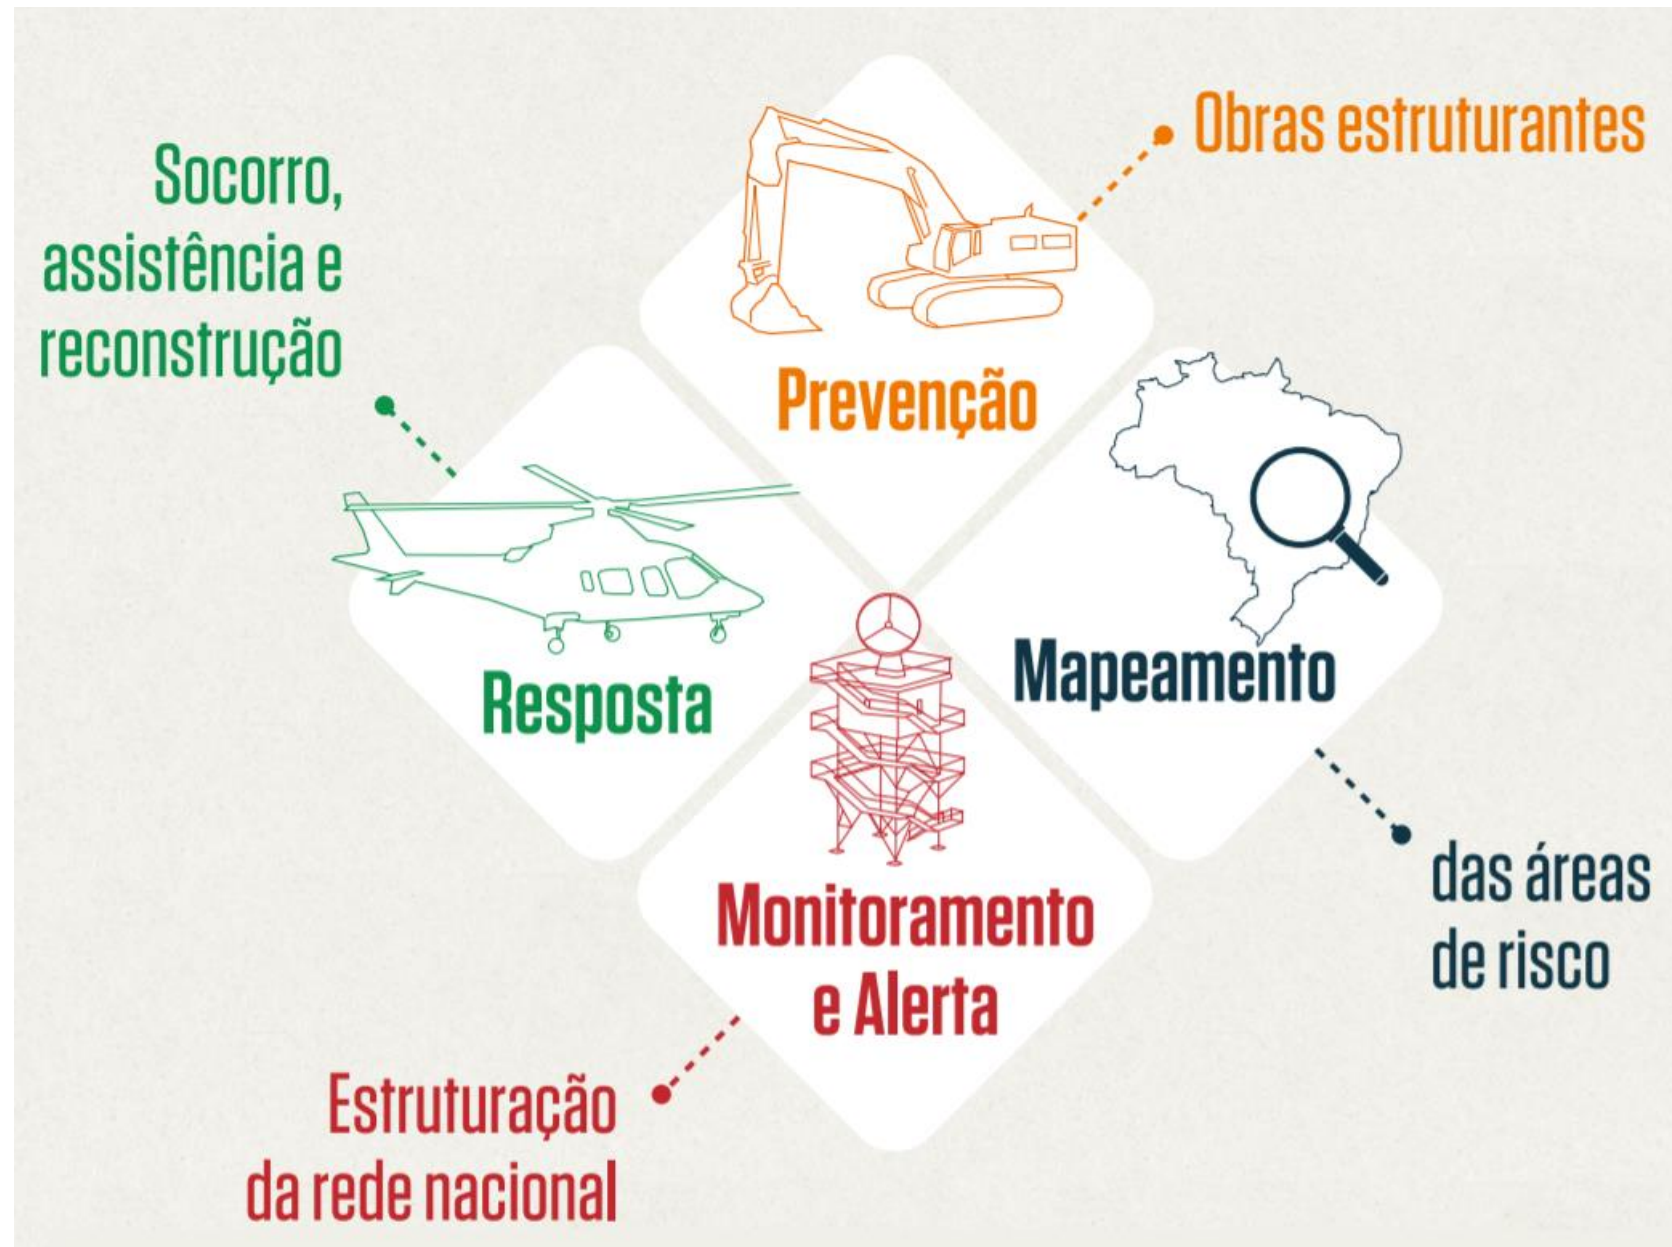 Obras estruturantes
Prevenção
Socorro,
assistência e
reconstrução
Resposta
Mapeamento
das áreas
de risco
Monitoramento
e Alerta
Estruturação
da rede nacional